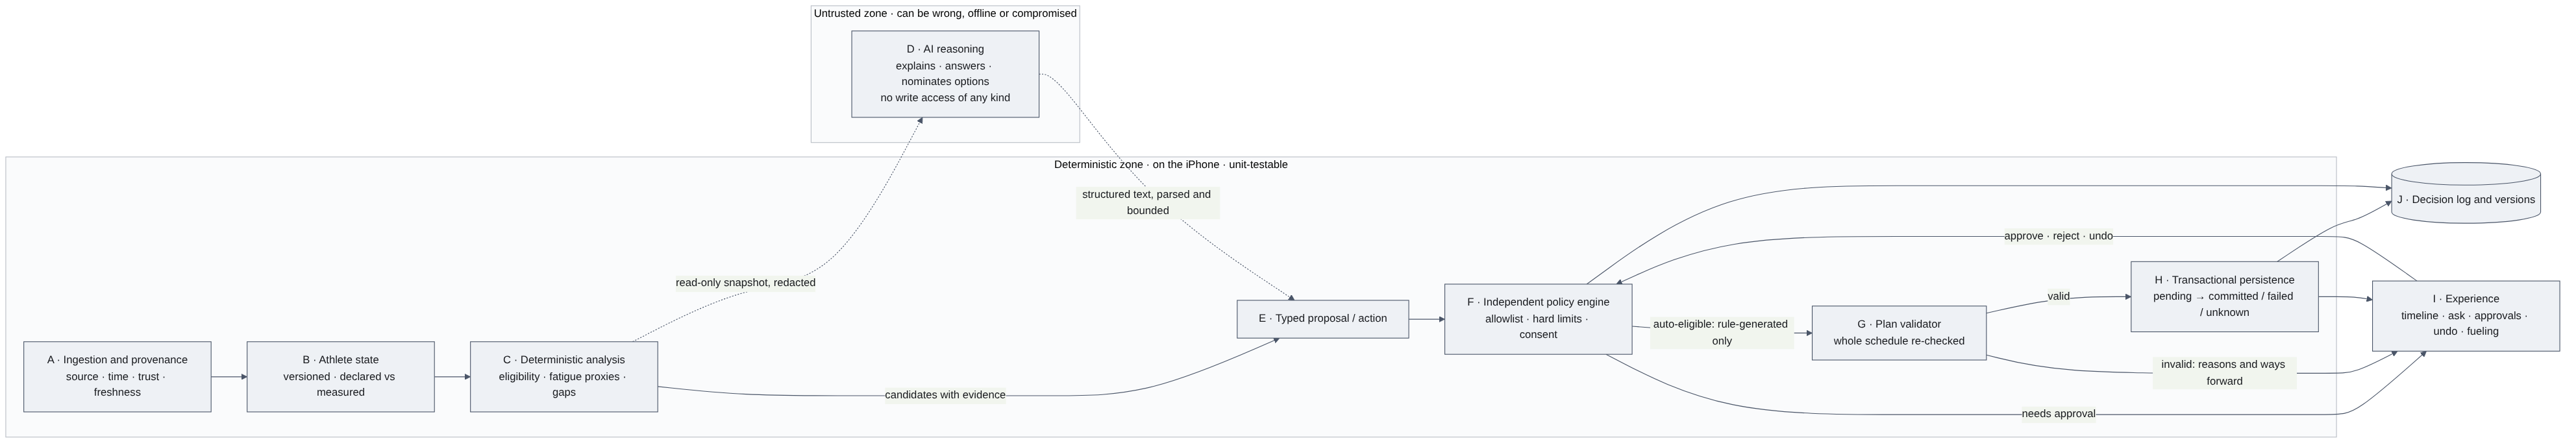 Untrusted zone · can be wrong, offline or compromised
D · AI reasoning
explains · answers ·
nominates options
no write access of any kind
Deterministic zone · on the iPhone · unit-testable
structured text, parsed and
bounded
J · Decision log and versions
approve · reject · undo
read-only snapshot, redacted
A · Ingestion and provenance
source · time · trust ·
freshness
B · Athlete state
versioned · declared vs
measured
C · Deterministic analysis
eligibility · fatigue proxies ·
gaps
candidates with evidence
E · Typed proposal / action
F · Independent policy engine
allowlist · hard limits ·
consent
auto-eligible: rule-generated
only
G · Plan validator
whole schedule re-checked
valid
H · Transactional persistence
pending → committed / failed
/ unknown
I · Experience
timeline · ask · approvals ·
undo · fueling
invalid: reasons and ways
forward
needs approval